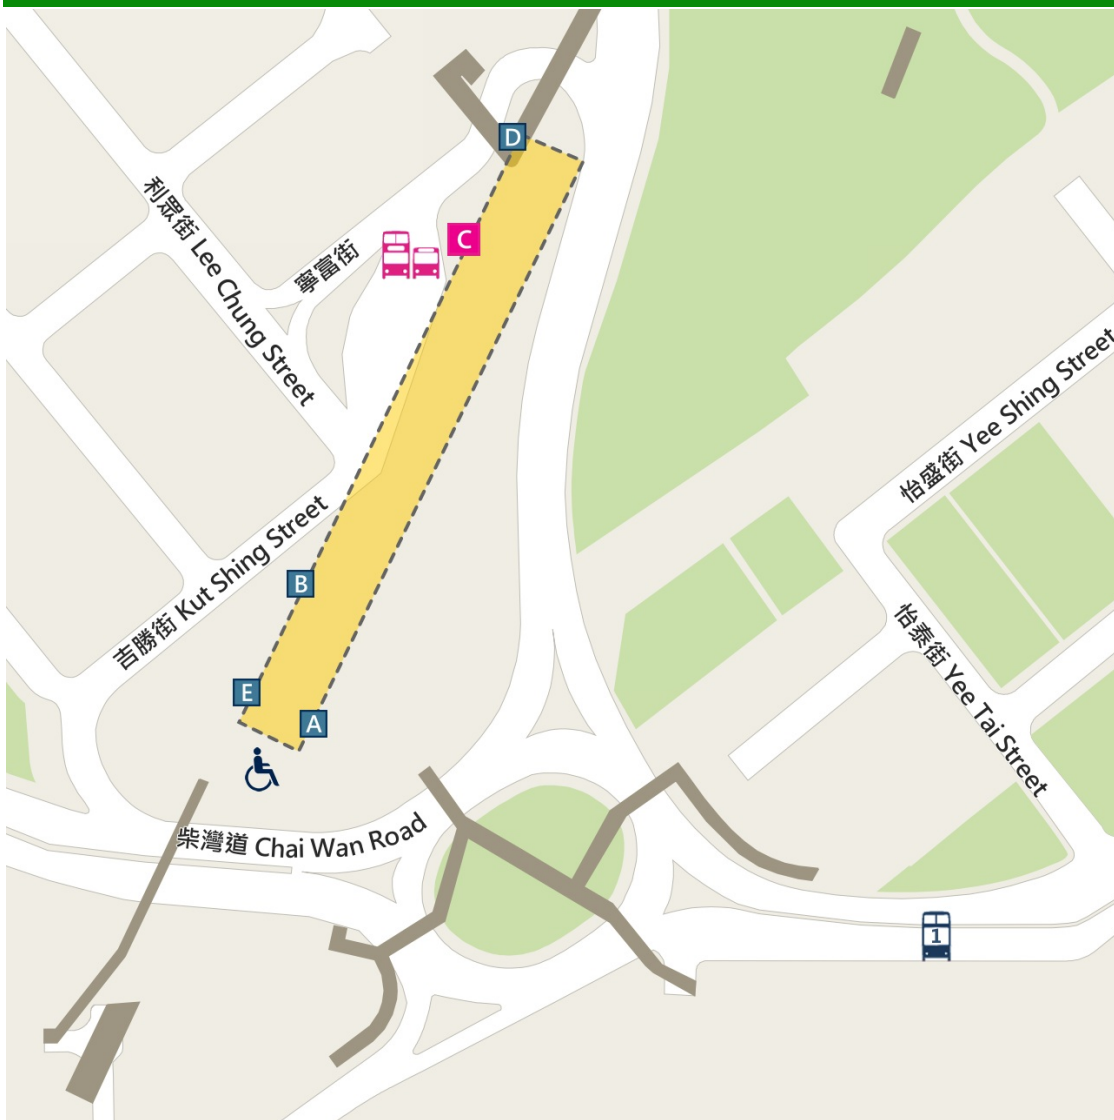 D
C
利眾街 Lee Chung Street
寧富街
怡盛街 Yee Shing Street
吉勝街 Kut Shing Street
B
怡泰街 Yee Tai Street
E
A
柴灣道 Chai Wan Road
1